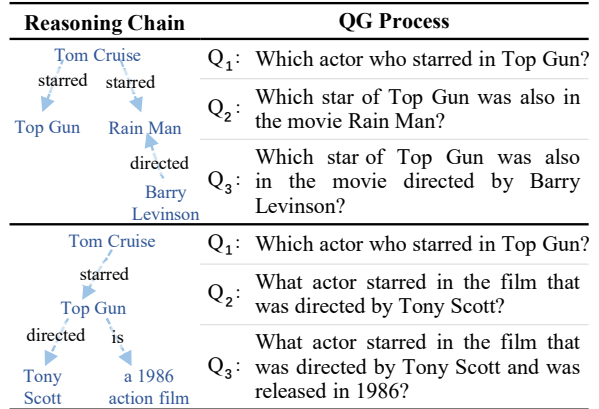 Reasoning Chain QG Process
Tom Cruise
starred starred
Top Gun Rain Man
directed
Barry
Levinson
Q1: Which actor who starred in Top Gun?
Q2: Which star of Top Gun was also in
the movie Rain Man?
Q3: Which star of Top Gun was also
in the movie directed by Barry
Levinson?
Tom Cruise
starred
Top Gun
directed is
Tony
Scott
a 1986
action film
Q1: Which actor who starred in Top Gun?
Q2: What actor starred in the film that
was directed by Tony Scott?
Q3: What actor starred in the film that
was directed by Tony Scott and was
released in 1986?